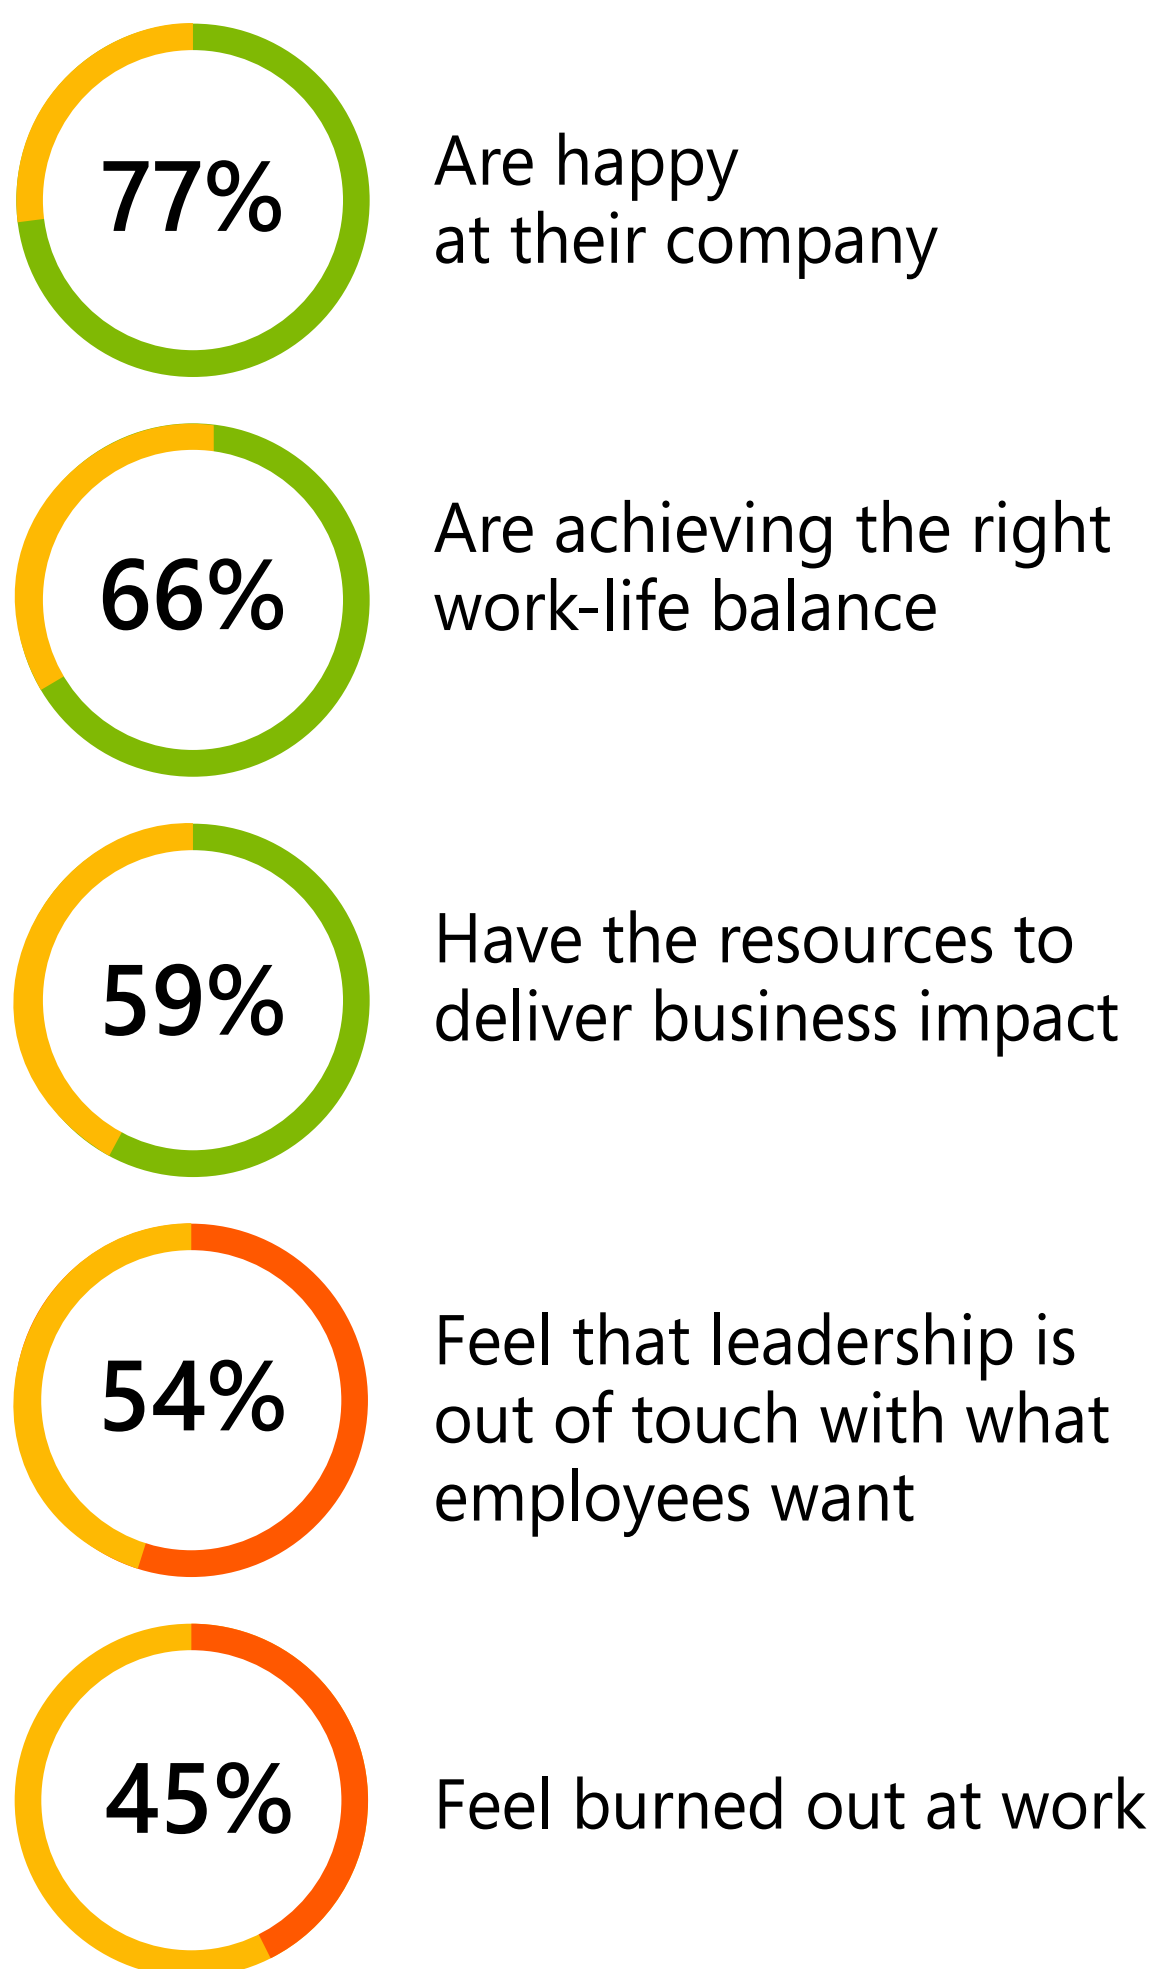 77%
Are happy
at their company
66%
Are achieving the right
work-life balance
59%
Have the resources to
deliver business impact
54%
Feel that leadership is
out of touch with what
employees want
45%
Feel burned out at work